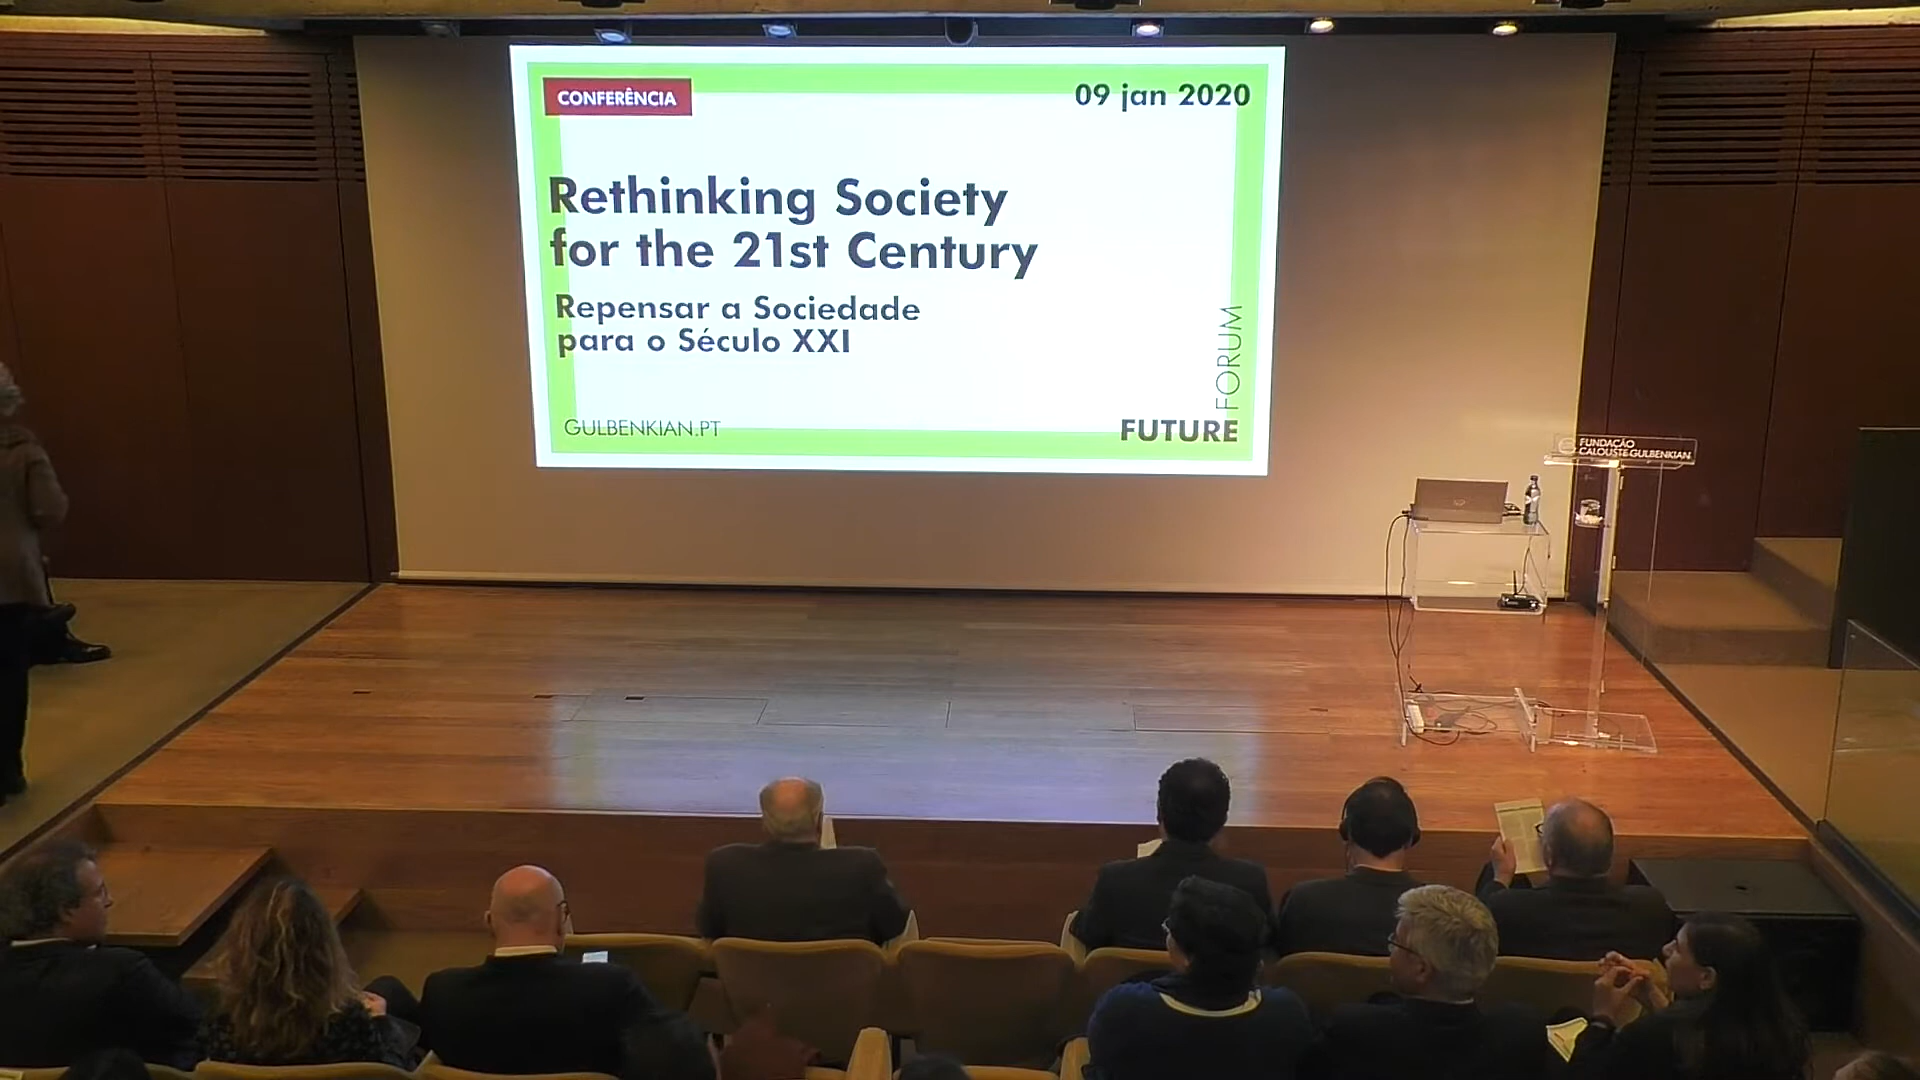 CONFERÊNCIA
09 jan 2020
Rethinking Society
for the 21st Century
Repensar a Sociedade
para o Século XXI
GULBENKIAN.PT
FUTURE
FORUM
FUNDAÇÃO
CALOUSTE GULBENKIAN